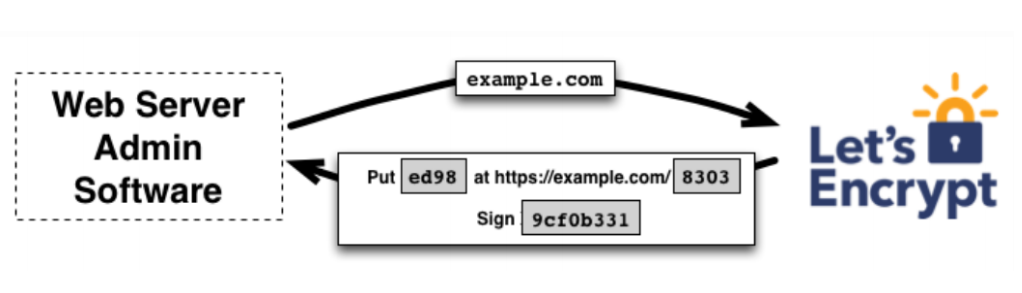 example.com
Web Server
Admin
Software
Put ed98 at https://example.com/ 8303
Sign 9cf0b331
Let's
Encrypt